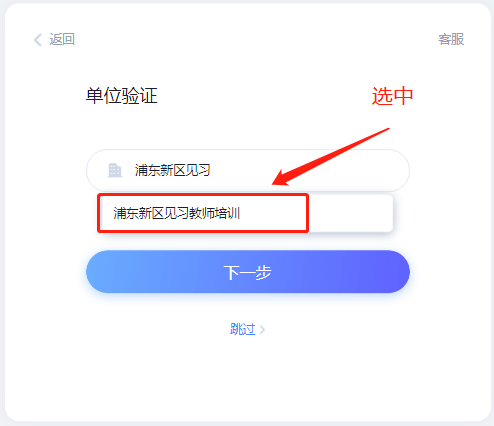 返回
客服
单位验证
选中
浦东新区见习
浦东新区见习教师培训
下一步
跳过